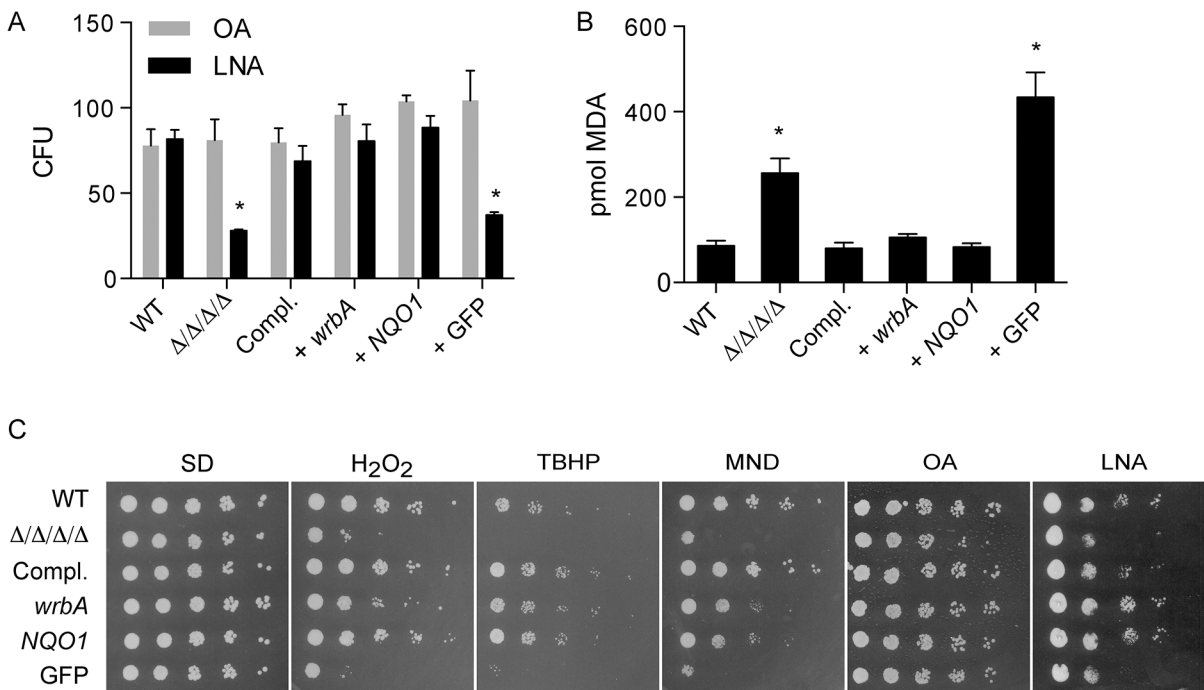 A
150
100
50
0
CFU
OA
LNA
*
*
WT
Δ/Δ/Δ/Δ
Compl.
+ wrbA
+ NQO1
+ GFP
B
600
400
200
0
pmol MDA
*
*
WT
Δ/Δ/Δ/Δ
Compl.
+ wrbA
+ NQO1
+ GFP
C
SD H₂O₂ TBHP MND OA LNA
WT
Δ/Δ/Δ/Δ
Compl.
wrbA
NQO1
GFP